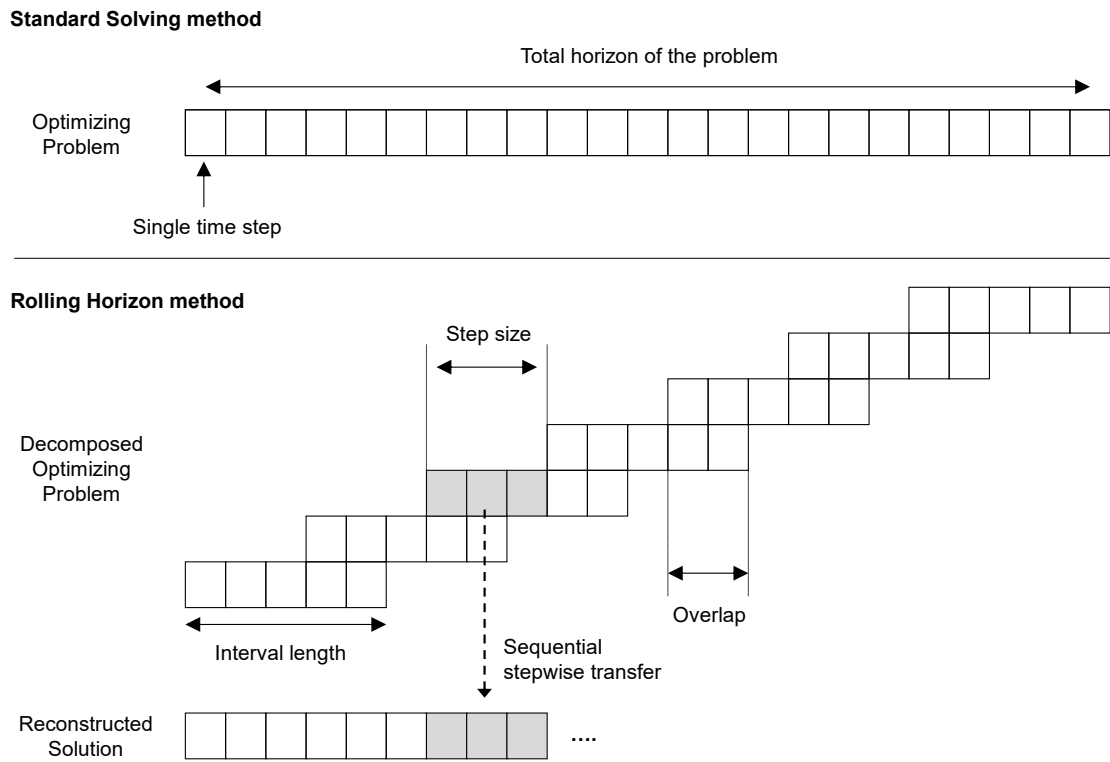 Standard Solving method
Total horizon of the problem
Optimizing
Problem
Single time step
Rolling Horizon method
Step size
Decomposed
Optimizing
Problem
Overlap
Interval length
Sequential
stepwise transfer
Reconstructed
Solution
....